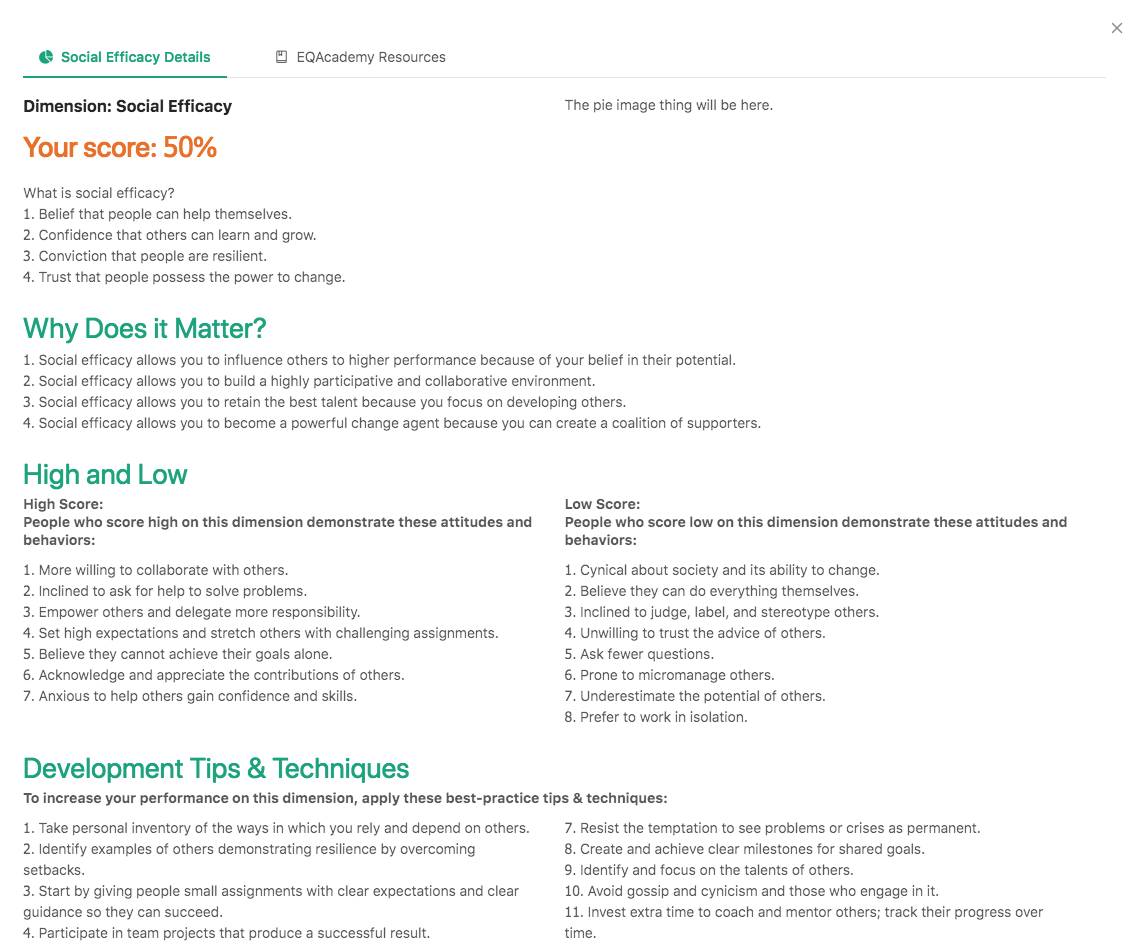 Social Efficacy Details
EQAcademy Resources
Dimension: Social Efficacy
The pie image thing will be here.
Your score: 50%
What is social efficacy?
1. Belief that people can help themselves.
2. Confidence that others can learn and grow.
3. Conviction that people are resilient.
4. Trust that people possess the power to change.
Why Does it Matter?
1. Social efficacy allows you to influence others to higher performance because of your belief in their potential.
2. Social efficacy allows you to build a highly participative and collaborative environment.
3. Social efficacy allows you to retain the best talent because you focus on developing others.
4. Social efficacy allows you to become a powerful change agent because you can create a coalition of supporters.
High and Low
High Score:
People who score high on this dimension demonstrate these attitudes and
behaviors:
1. More willing to collaborate with others.
2. Inclined to ask for help to solve problems.
3. Empower others and delegate more responsibility.
4. Set high expectations and stretch others with challenging assignments.
5. Believe they cannot achieve their goals alone.
6. Acknowledge and appreciate the contributions of others.
7. Anxious to help others gain confidence and skills.
Low Score:
People who score low on this dimension demonstrate these attitudes and
behaviors:
1. Cynical about society and its ability to change.
2. Believe they can do everything themselves.
3. Inclined to judge, label, and stereotype others.
4. Unwilling to trust the advice of others.
5. Ask fewer questions.
6. Prone to micromanage others.
7. Underestimate the potential of others.
8. Prefer to work in isolation.
Development Tips & Techniques
To increase your performance on this dimension, apply these best-practice tips & techniques:
1. Take personal inventory of the ways in which you rely and depend on others.
2. Identify examples of others demonstrating resilience by overcoming
setbacks.
3. Start by giving people small assignments with clear expectations and clear
guidance so they can succeed.
4. Participate in team projects that produce a successful result.
7. Resist the temptation to see problems or crises as permanent.
8. Create and achieve clear milestones for shared goals.
9. Identify and focus on the talents of others.
10. Avoid gossip and cynicism and those who engage in it.
11. Invest extra time to coach and mentor others; track their progress over
time.